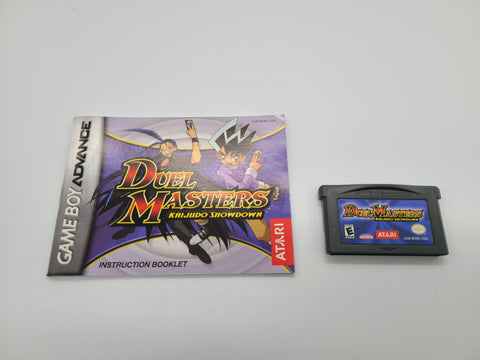 GAME BOY ADVANCE
DUEL
MASTERS
KAIJUDO SHOWDOWN
INSTRUCTION BOOKLET
ATARI
DUEL MASTERS
KAIJUDO SHOWDOWN
E
ATARI